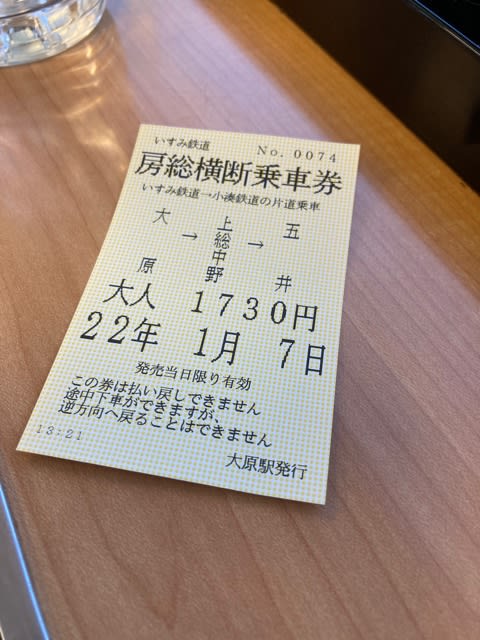 いすみ鉄道 No. 0074
房総横断乗車券
いすみ鉄道→小湊鉄道の片道乗車
大原→上総中野→五井
大人 1730円
22年 1月 7日
発売当日限り有効
この券は払い戻しできません
途中下車ができますが、
逆方向へ戻ることはできません
13:21 大原駅発行